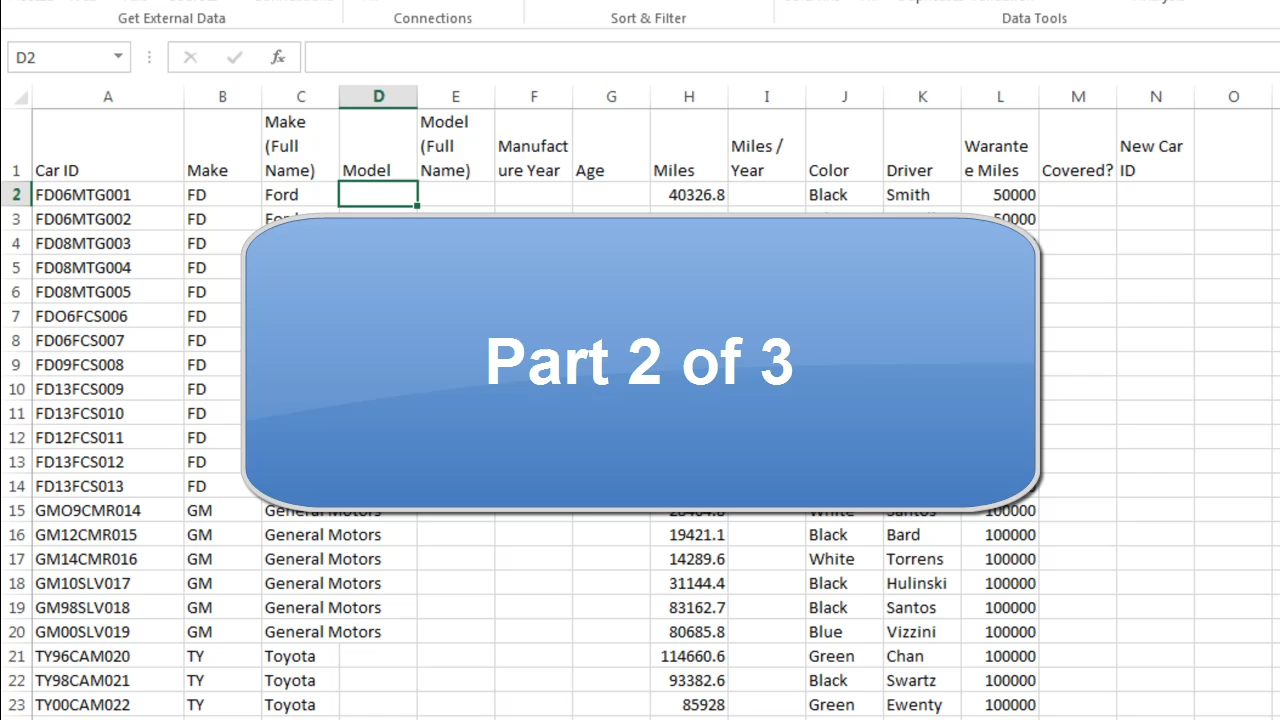 Get External Data Connections Sort & Filter Data Tools
D2 fx
A B C D E F G H I J K L M N O
Make Model
(Full (Full Manufact Miles / Warante New Car
1 Car ID Make Name) Model Name) ure Year Age Miles Year Color Driver e Miles Covered? ID
2 FD06MTG001 FD Ford 40326.8 Black Smith 50000
3 FD06MTG002 FD Ford 50000
4 FD08MTG003 FD
5 FD08MTG004 FD
6 FD08MTG005 FD
7 FDO6FCS006 FD
8 FD06FCS007 FD
9 FD09FCS008 FD
10 FD13FCS009 FD
11 FD13FCS010 FD
12 FD12FCS011 FD
13 FD13FCS012 FD
14 FD13FCS013 FD
Part 2 of 3
15 GMO9CMR014 GM General Motors White Santos 100000
16 GM12CMR015 GM General Motors 19421.1 Black Bard 100000
17 GM14CMR016 GM General Motors 14289.6 White Torrens 100000
18 GM10SLV017 GM General Motors 31144.4 Black Hulinski 100000
19 GM98SLV018 GM General Motors 83162.7 Black Santos 100000
20 GM00SLV019 GM General Motors 80685.8 Blue Vizzini 100000
21 TY96CAM020 TY Toyota 114660.6 Green Chan 100000
22 TY98CAM021 TY Toyota 93382.6 Black Swartz 100000
23 TY00CAM022 TY Toyota 85928 Green Ewenty 100000